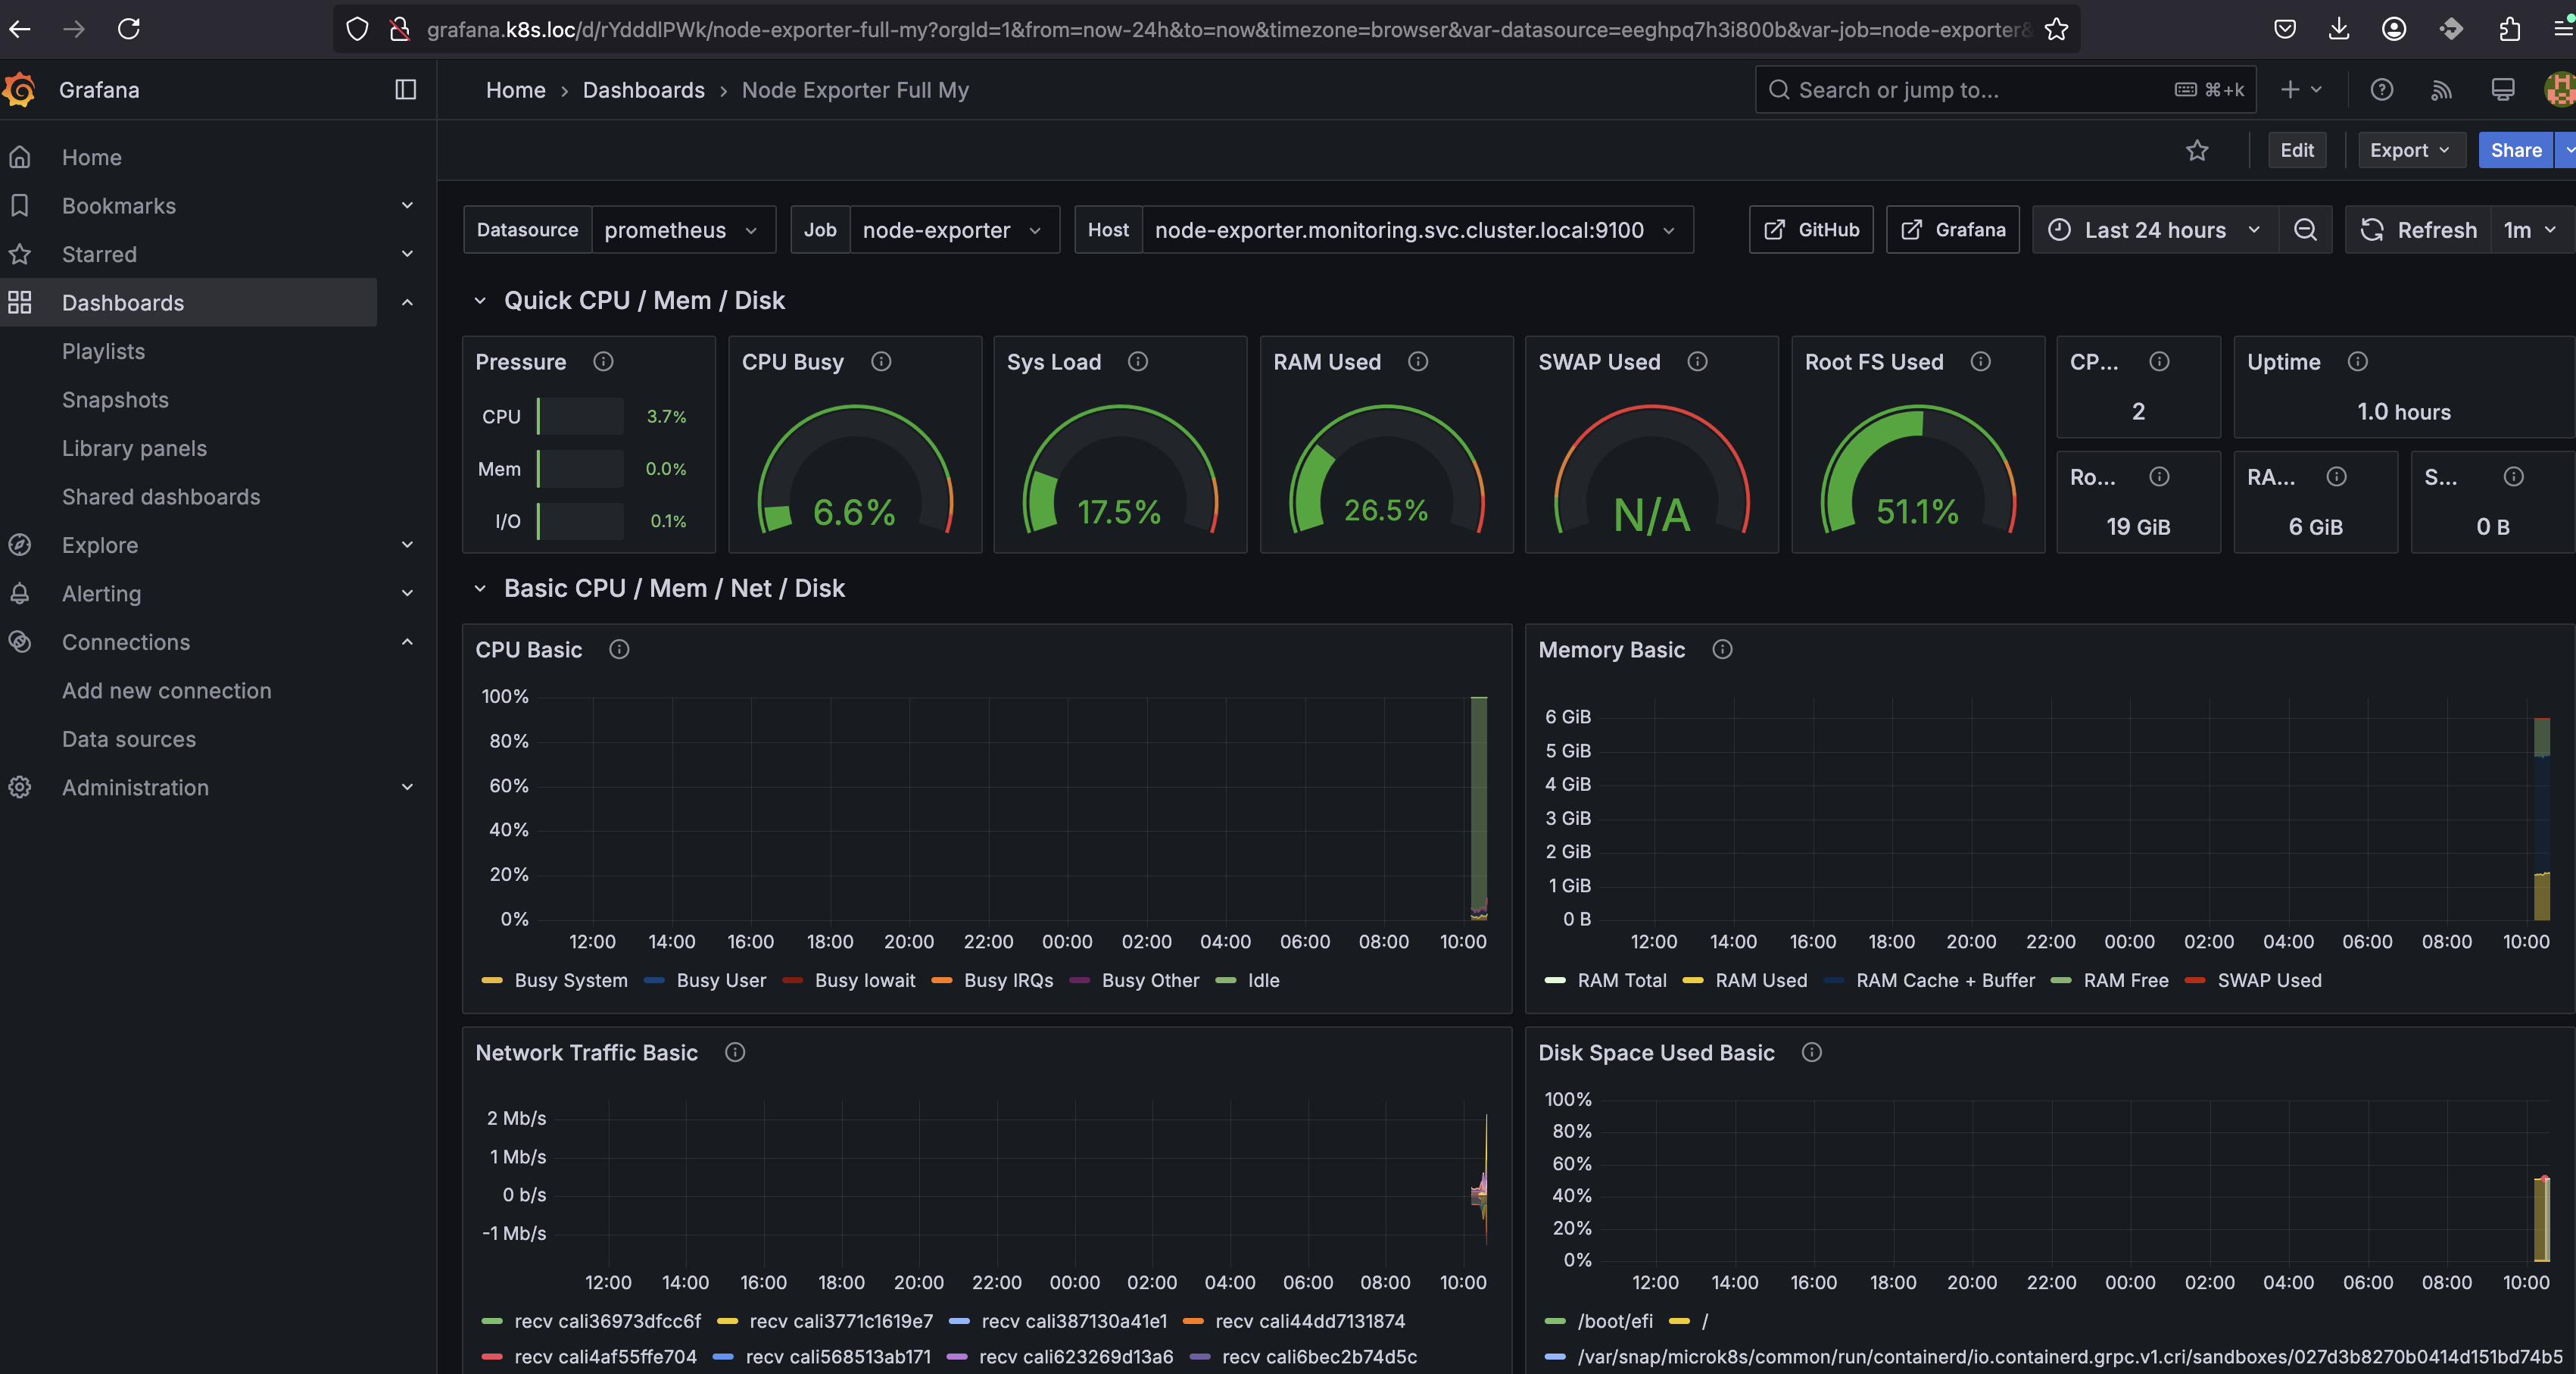 grafana.k8s.loc/d/rYdddlPWk/node-exporter-full-my?orgId=1&from=now-24h&to=now&timezone=browser&var-datasource=eeghpq7h3i800b&var-job=node-exporter&
Grafana
Home › Dashboards › Node Exporter Full My
Search or jump to... ⌘+k
Home
Bookmarks
Starred
Dashboards
Playlists
Snapshots
Library panels
Shared dashboards
Explore
Alerting
Connections
Add new connection
Data sources
Administration
Edit Export Share
Datasource prometheus Job node-exporter Host node-exporter.monitoring.svc.cluster.local:9100 GitHub Grafana Last 24 hours Refresh 1m
Quick CPU / Mem / Disk
Pressure
CPU 3.7%
Mem 0.0%
I/O 0.1%
CPU Busy
6.6%
Sys Load
17.5%
RAM Used
26.5%
SWAP Used
N/A
Root FS Used
51.1%
CP...
2
Uptime
1.0 hours
Ro...
19 GiB
RA...
6 GiB
S...
0 B
Basic CPU / Mem / Net / Disk
CPU Basic
100%
80%
60%
40%
20%
0%
12:00 14:00 16:00 18:00 20:00 22:00 00:00 02:00 04:00 06:00 08:00 10:00
Busy System Busy User Busy Iowait Busy IRQs Busy Other Idle
Memory Basic
6 GiB
5 GiB
4 GiB
3 GiB
2 GiB
1 GiB
0 B
12:00 14:00 16:00 18:00 20:00 22:00 00:00 02:00 04:00 06:00 08:00 10:00
RAM Total RAM Used RAM Cache + Buffer RAM Free SWAP Used
Network Traffic Basic
2 Mb/s
1 Mb/s
0 b/s
-1 Mb/s
12:00 14:00 16:00 18:00 20:00 22:00 00:00 02:00 04:00 06:00 08:00 10:00
recv cali36973dfcc6f recv cali3771c1619e7 recv cali387130a41e1 recv cali44dd7131874
recv cali4af55ffe704 recv cali568513ab171 recv cali623269d13a6 recv cali6bec2b74d5c
Disk Space Used Basic
100%
80%
60%
40%
20%
0%
12:00 14:00 16:00 18:00 20:00 22:00 00:00 02:00 04:00 06:00 08:00 10:00
/boot/efi /
/var/snap/microk8s/common/run/containerd/io.containerd.grpc.v1.cri/sandboxes/027d3b8270b0414d151bd74b5